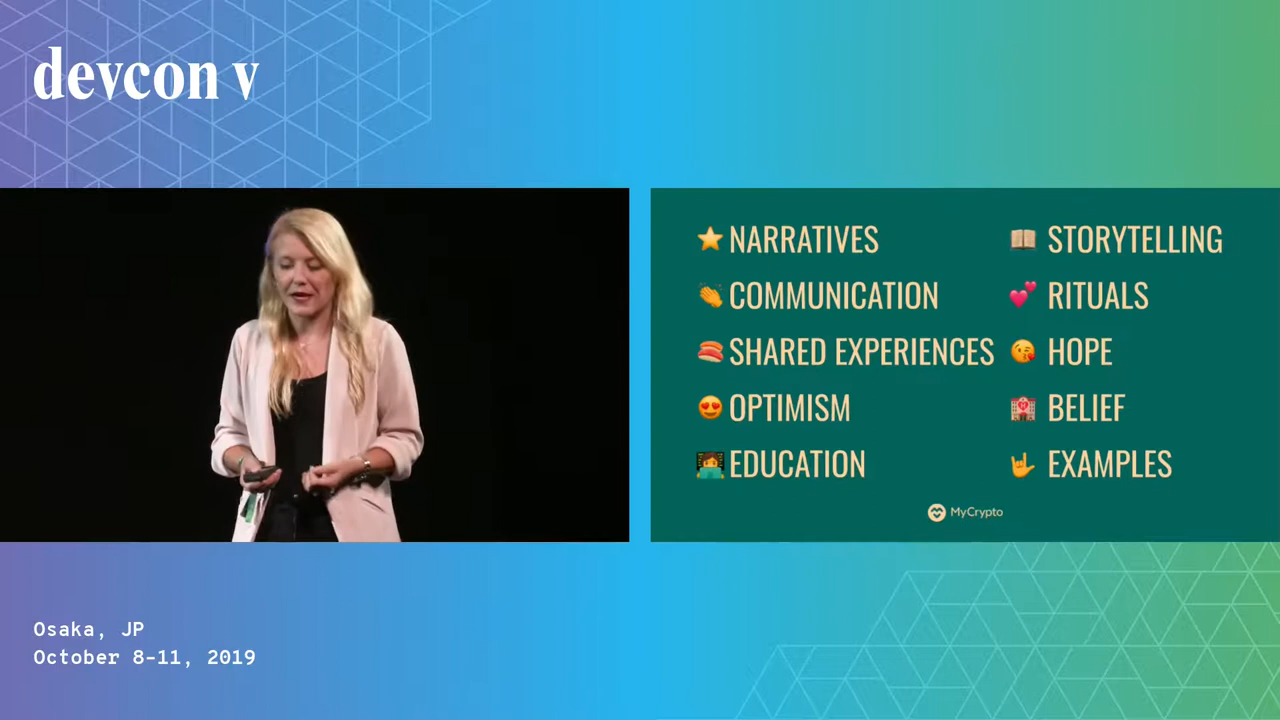 devcon v
⭐ NARRATIVES
👏 COMMUNICATION
🍣 SHARED EXPERIENCES
😍 OPTIMISM
👩‍💻 EDUCATION
📖 STORYTELLING
💕 RITUALS
😘 HOPE
🏩 BELIEF
🤟 EXAMPLES
MyCrypto
Osaka, JP
October 8-11, 2019